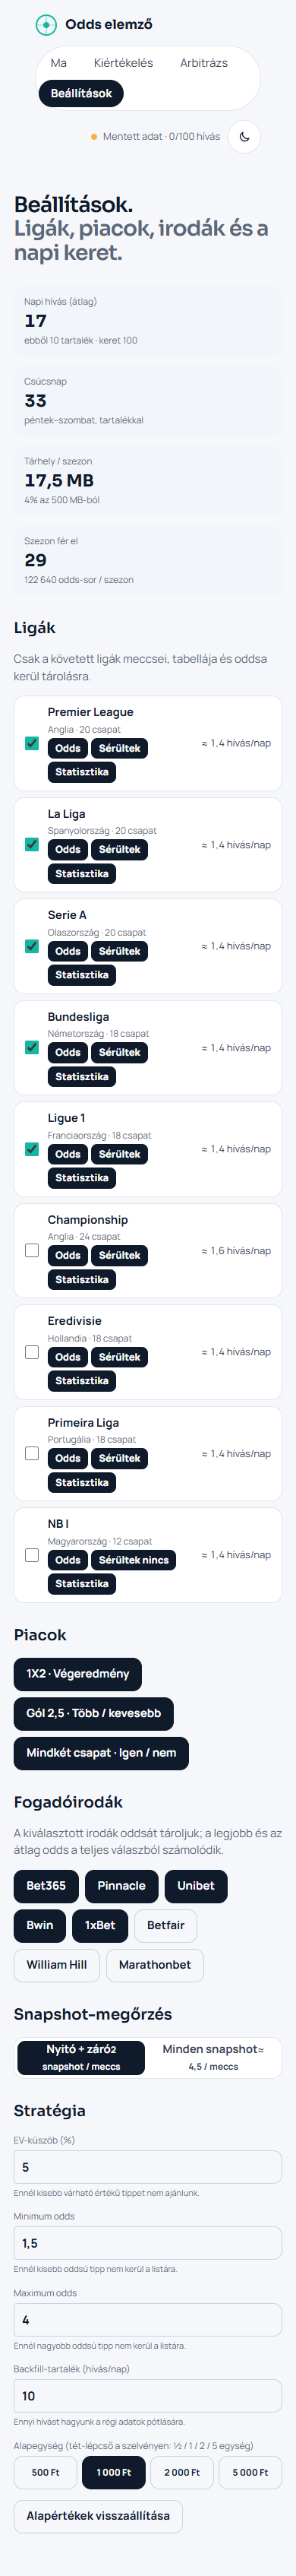 Odds elemző
Ma Kiértékelés Arbitrázs
Beállítások
Mentett adat · 0/100 hívás
Beállítások.
Ligák, piacok, irodák és a
napi keret.
Napi hívás (átlag)
17
ebből 10 tartalék · keret 100
Csúcsnap
33
péntek–szombat, tartalékkal
Tárhely / szezon
17,5 MB
4% az 500 MB-ból
Szezon fér el
29
122 640 odds-sor / szezon
Ligák
Csak a követett ligák meccsei, tabellája és oddsa
kerül tárolásra.
Premier League
Anglia · 20 csapat
Odds Sérültek
Statisztika
≈ 1,4 hívás/nap
La Liga
Spanyolország · 20 csapat
Odds Sérültek
Statisztika
≈ 1,4 hívás/nap
Serie A
Olaszország · 20 csapat
Odds Sérültek
Statisztika
≈ 1,4 hívás/nap
Bundesliga
Németország · 18 csapat
Odds Sérültek
Statisztika
≈ 1,4 hívás/nap
Ligue 1
Franciaország · 18 csapat
Odds Sérültek
Statisztika
≈ 1,4 hívás/nap
Championship
Anglia · 24 csapat
Odds Sérültek
Statisztika
≈ 1,6 hívás/nap
Eredivisie
Hollandia · 18 csapat
Odds Sérültek
Statisztika
≈ 1,4 hívás/nap
Primeira Liga
Portugália · 18 csapat
Odds Sérültek
Statisztika
≈ 1,4 hívás/nap
NB I
Magyarország · 12 csapat
Odds Sérültek nincs
Statisztika
≈ 1,4 hívás/nap
Piacok
1X2 · Végeredmény
Gól 2,5 · Több / kevesebb
Mindkét csapat · Igen / nem
Fogadóirodák
A kiválasztott irodák oddsát tároljuk; a legjobb és az
átlag odds a teljes válaszból számolódik.
Bet365 Pinnacle Unibet
Bwin 1xBet Betfair
William Hill Marathonbet
Snapshot-megőrzés
Nyitó + záró2
snapshot / meccs
Minden snapshot≈
4,5 / meccs
Stratégia
EV-küszöb (%)
5
Ennél kisebb várható értékű tippet nem ajánlunk.
Minimum odds
1,5
Ennél kisebb oddsú tipp nem kerül a listára.
Maximum odds
4
Ennél nagyobb oddsú tipp nem kerül a listára.
Backfill-tartalék (hívás/nap)
10
Ennyi hívást hagyunk a régi adatok pótlására.
Alapegység (tét-lépcső a szelvényen: ½ / 1 / 2 / 5 egység)
500 Ft 1 000 Ft 2 000 Ft 5 000 Ft
Alapértékek visszaállítása